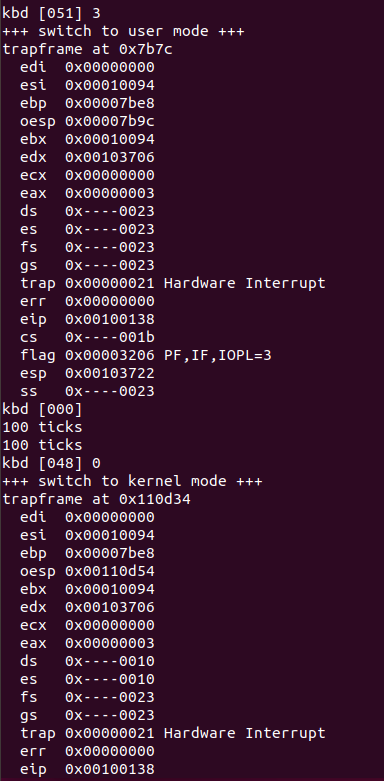 kbd [051] 3
+++ switch to user mode +++
trapframe at 0x7b7c
  edi  0x00000000
  esi  0x00010094
  ebp  0x00007be8
  oesp 0x00007b9c
  ebx  0x00010094
  edx  0x00103706
  ecx  0x00000000
  eax  0x00000003
  ds   0x----0023
  es   0x----0023
  fs   0x----0023
  gs   0x----0023
  trap 0x00000021 Hardware Interrupt
  err  0x00000000
  eip  0x00100138
  cs   0x----001b
  flag 0x00003206 PF,IF,IOPL=3
  esp  0x00103722
  ss   0x----0023
kbd [000]
100 ticks
100 ticks
kbd [048] 0
+++ switch to kernel mode +++
trapframe at 0x110d34
  edi  0x00000000
  esi  0x00010094
  ebp  0x00007be8
  oesp 0x00110d54
  ebx  0x00010094
  edx  0x00103706
  ecx  0x00000000
  eax  0x00000003
  ds   0x----0010
  es   0x----0010
  fs   0x----0023
  gs   0x----0023
  trap 0x00000021 Hardware Interrupt
  err  0x00000000
  eip  0x00100138